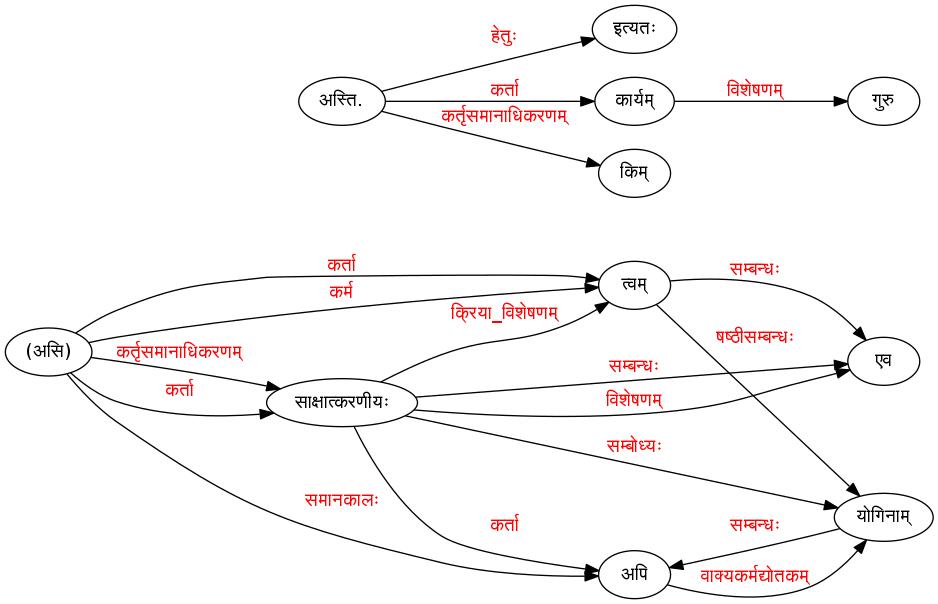 इत्यतः
हेतुः
अस्ति.
कर्ता
कार्यम्
विशेषणम्
गुरु
कर्तृसमानाधिकरणम्
किम्
कर्ता
कर्म
त्वम्
सम्बन्धः
क्रिया_विशेषणम्
षष्ठीसम्बन्धः
(असि)
कर्तृसमानाधिकरणम्
सम्बन्धः
एव
कर्ता
साक्षात्करणीयः
विशेषणम्
सम्बोध्यः
समानकालः
कर्ता
सम्बन्धः
योगिनाम्
अपि
वाक्यकर्मद्योतकम्